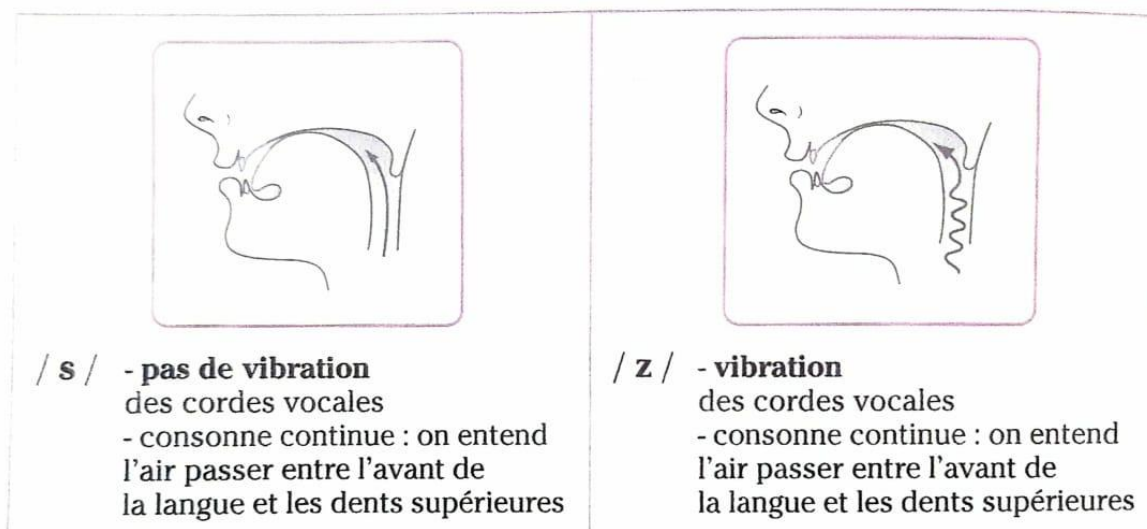 / s / - pas de vibration
des cordes vocales
- consonne continue : on entend
l'air passer entre l'avant de
la langue et les dents supérieures
/ z / - vibration
des cordes vocales
- consonne continue : on entend
l'air passer entre l'avant de
la langue et les dents supérieures